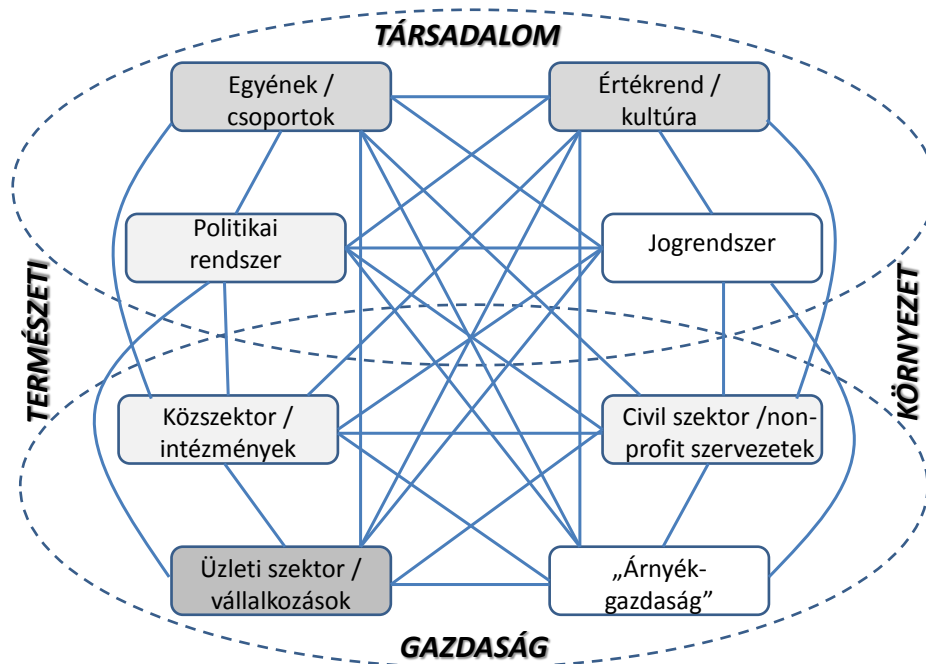 TÁRSADALOM
Egyének /
csoportok
Értékrend /
kultúra
Politikai
rendszer
Jogrendszer
TERMÉSZETI
KÖRNYEZET
Közszektor /
intézmények
Civil szektor /non-
profit szervezetek
Üzleti szektor /
vállalkozások
„Árnyék-
gazdaság”
GAZDASÁG